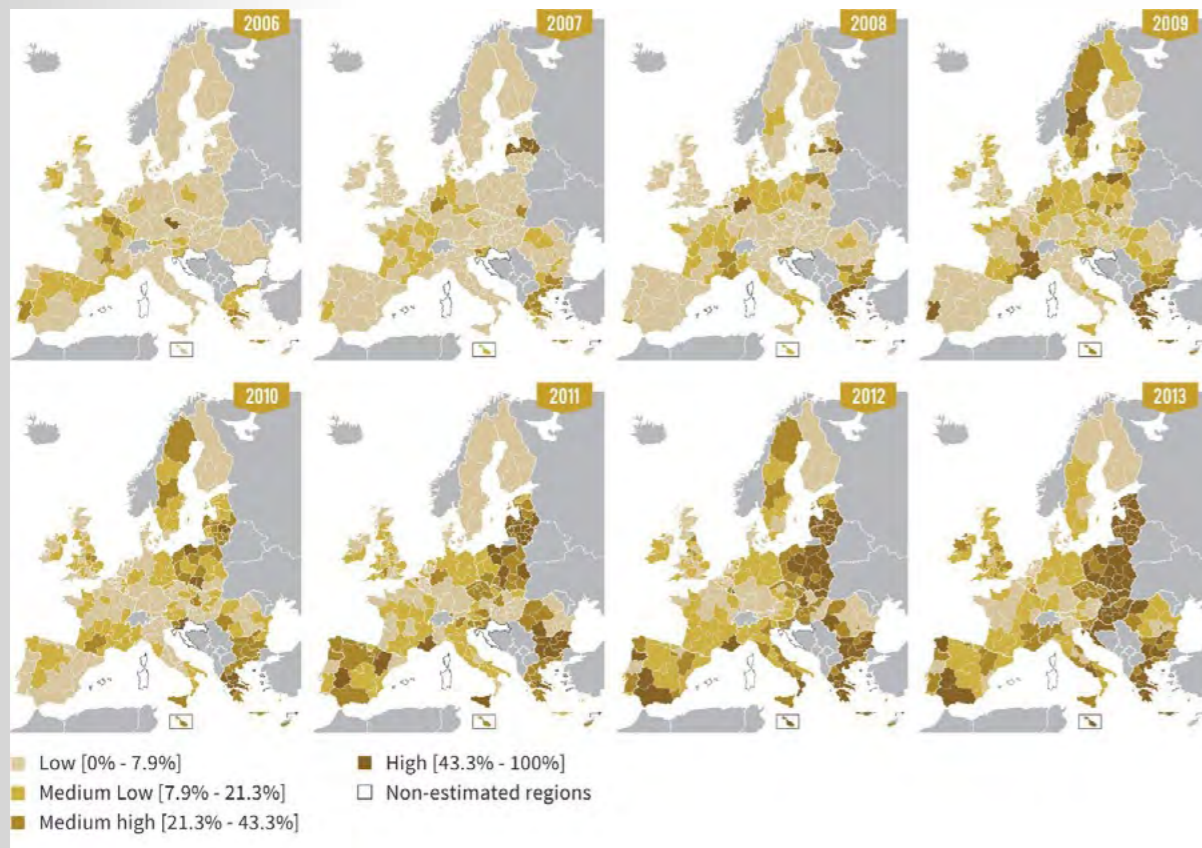 2006
2007
2008
2009
2010
2011
2012
2013
Low [0% - 7.9%]
Medium Low [7.9% - 21.3%]
Medium high [21.3% - 43.3%]
High [43.3% - 100%]
Non-estimated regions